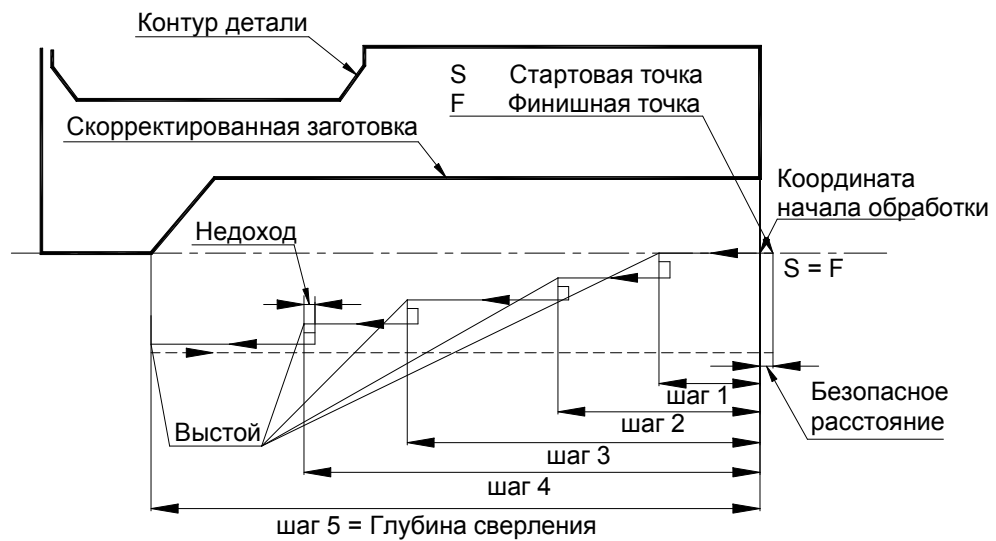 Контур детали
S Стартовая точка
F Финишная точка
Скорректированная заготовка
Координата
начала обработки
Недоход
S = F
Безопасное
расстояние
шаг 1
шаг 2
Выстой
шаг 3
шаг 4
шаг 5 = Глубина сверления